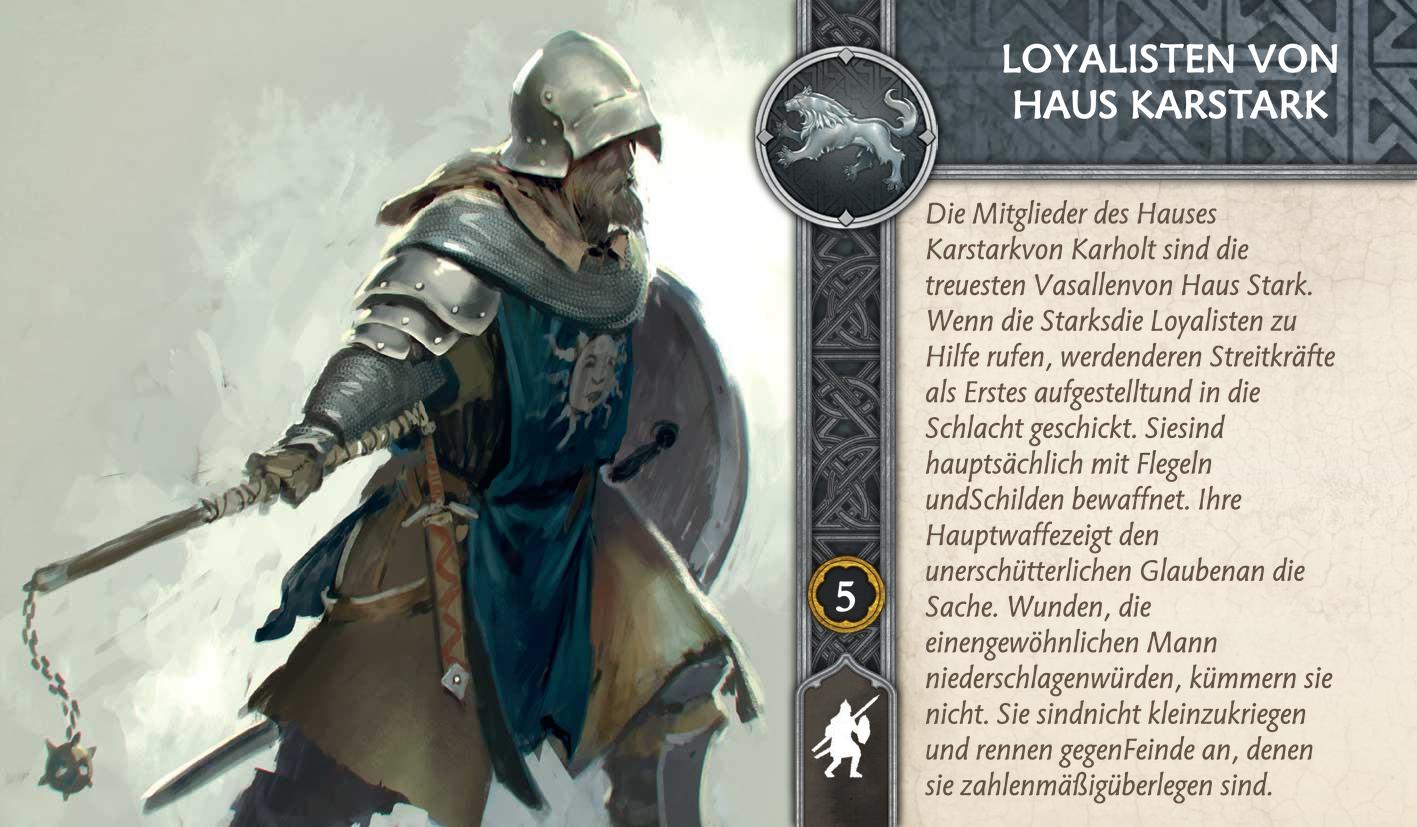 LOYALISTEN VON
HAUS KARSTARK
Die Mitglieder des Hauses
Karstarkvon Karholt sind die
treuesten Vasallenvon Haus Stark.
Wenn die Starksdie Loyalisten zu
Hilfe rufen, werdenderen Streitkräfte
als Erstes aufgestelltund in die
Schlacht geschickt. Siesind
hauptsächlich mit Flegeln
undSchilden bewaffnet. Ihre
Hauptwaffezeigt den
unerschütterlichen Glaubenan die
Sache. Wunden, die
einengewöhnlichen Mann
niederschlagenwürden, kümmern sie
nicht. Sie sindnicht kleinzukriegen
und rennen gegenFeinde an, denen
sie zahlenmäßigüberlegen sind.
5